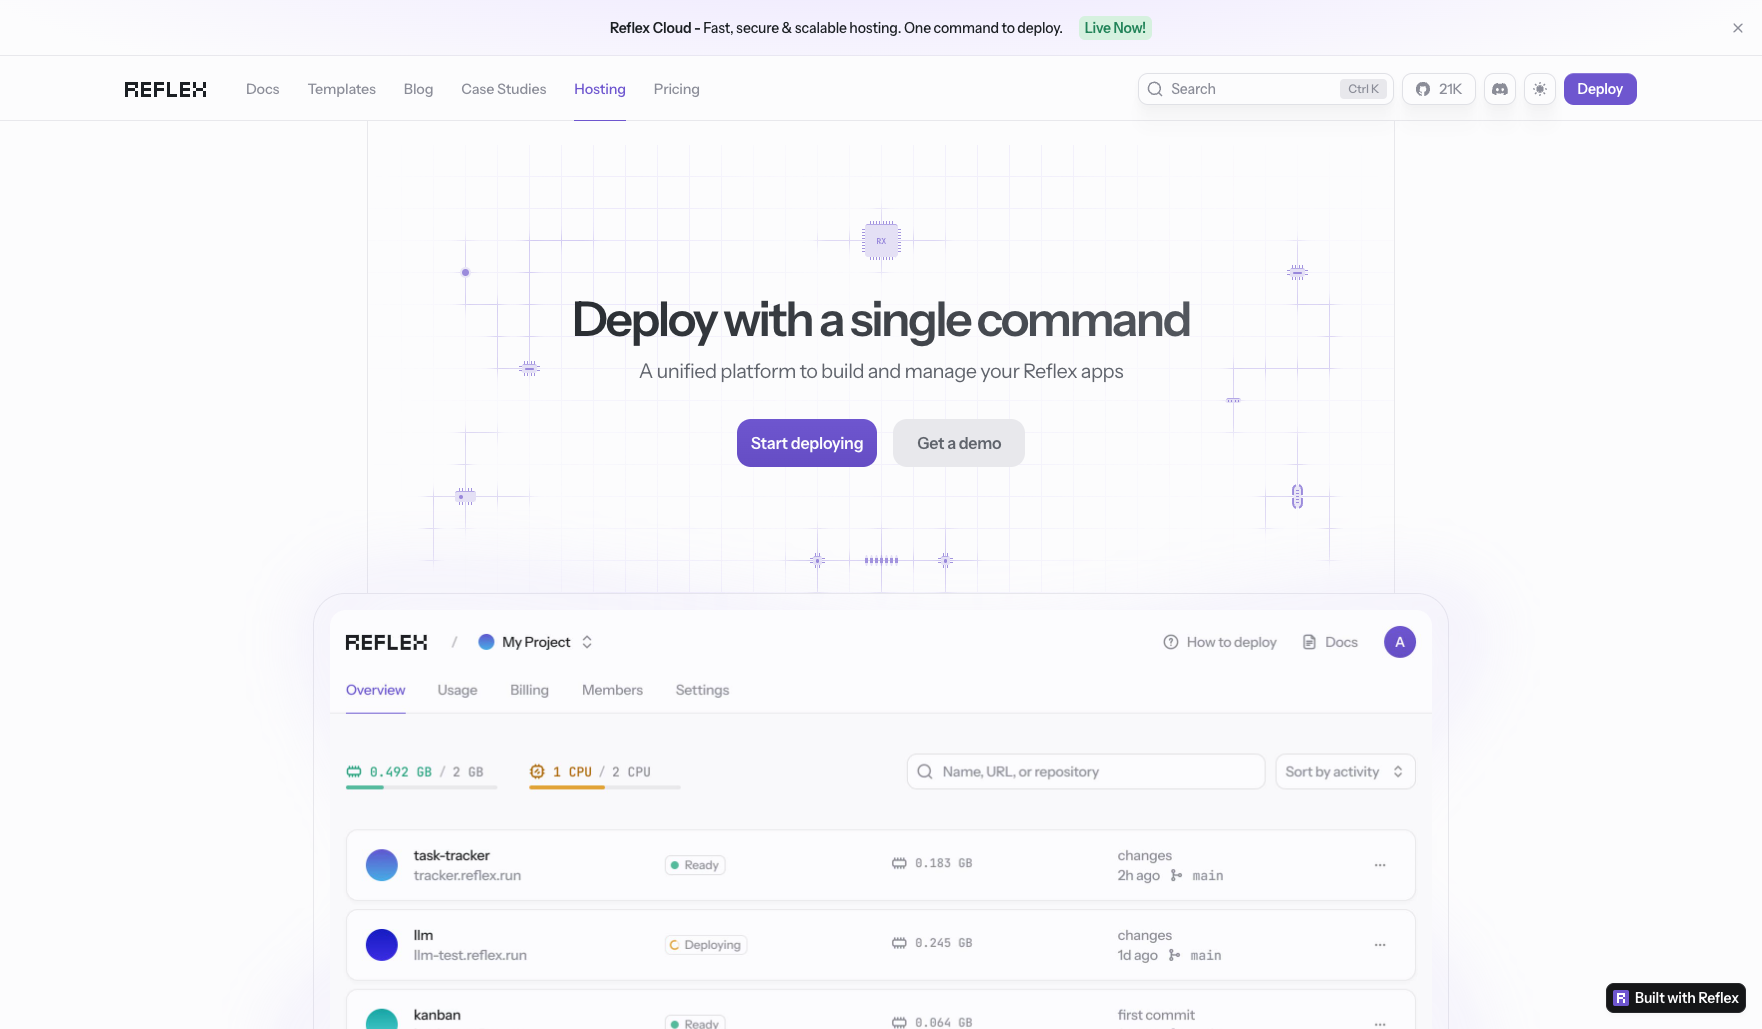 Reflex Cloud - Fast, secure & scalable hosting. One command to deploy. Live Now!
REFLEX Docs Templates Blog Case Studies Hosting Pricing Search Ctrl K 21K Deploy
RX
Deploy with a single command
A unified platform to build and manage your Reflex apps
Start deploying Get a demo
REFLEX / My Project How to deploy Docs A
Overview Usage Billing Members Settings
0.492 GB / 2 GB 1 CPU / 2 CPU Name, URL, or repository Sort by activity
task-tracker
tracker.reflex.run
Ready
0.183 GB
changes
2h ago main
llm
llm-test.reflex.run
Deploying
0.245 GB
changes
1d ago main
kanban
Ready
0.064 GB
first commit
Built with Reflex